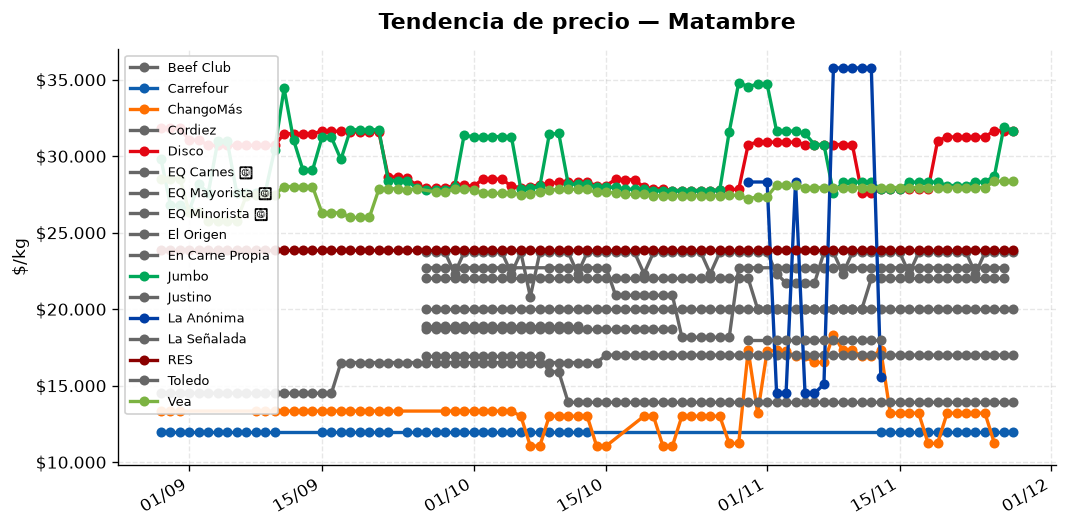 Tendencia de precio — Matambre
$/kg
$35.000
$30.000
$25.000
$20.000
$15.000
$10.000
Beef Club
Carrefour
ChangoMás
Cordiez
Disco
EQ Carnes
EQ Mayorista
EQ Minorista
El Origen
En Carne Propia
Jumbo
Justino
La Anónima
La Señalada
RES
Toledo
Vea
01/09
15/09
01/10
15/10
01/11
15/11
01/12